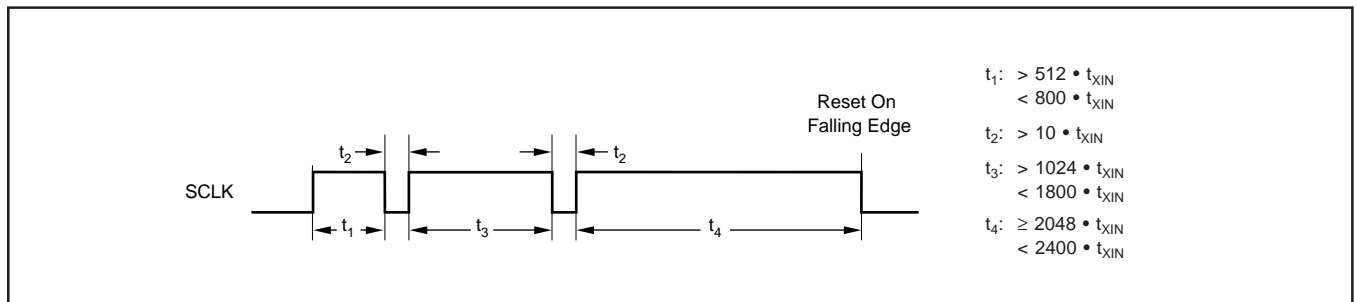 Reset On
Falling Edge
t₂
t₂
SCLK
t₁
t₃
t₄
t₁: > 512 • tXIN
< 800 • tXIN
t₂: > 10 • tXIN
t₃: > 1024 • tXIN
< 1800 • tXIN
t₄: ≥ 2048 • tXIN
< 2400 • tXIN